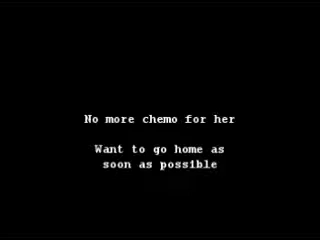 No more chemo for her
Want to go home as
soon as possible